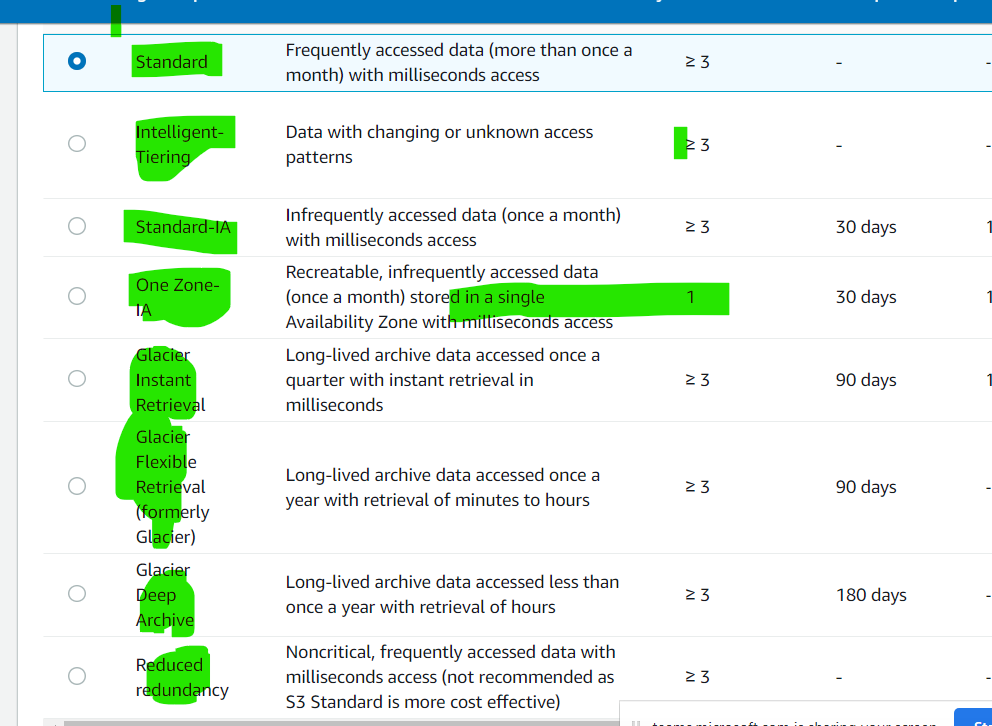 Standard
Frequently accessed data (more than once a
month) with milliseconds access
≥ 3
-
-
Intelligent-
Tiering
Data with changing or unknown access
patterns
≥ 3
-
-
Standard-IA
Infrequently accessed data (once a month)
with milliseconds access
≥ 3
30 days
1
One Zone-
IA
Recreatable, infrequently accessed data
(once a month) stored in a single
Availability Zone with milliseconds access
1
30 days
1
Glacier
Instant
Retrieval
Long-lived archive data accessed once a
quarter with instant retrieval in
milliseconds
≥ 3
90 days
1
Glacier
Flexible
Retrieval
(formerly
Glacier)
Long-lived archive data accessed once a
year with retrieval of minutes to hours
≥ 3
90 days
-
Glacier
Deep
Archive
Long-lived archive data accessed less than
once a year with retrieval of hours
≥ 3
180 days
-
Reduced
redundancy
Noncritical, frequently accessed data with
milliseconds access (not recommended as
S3 Standard is more cost effective)
≥ 3
-
-
teams.microsoft.com is sharing your screen.